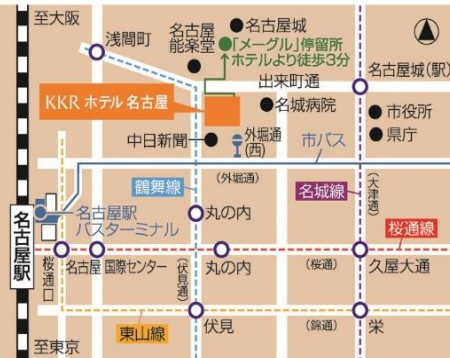 至大阪
浅間町
名古屋
能楽堂
名古屋城
「メーグル」停留所
ホテルより徒歩3分
出来町通
名古屋城(駅)
KKR ホテル 名古屋
名城病院
市役所
県庁
中日新聞
外堀通
(西)
市バス
(外堀通)
鶴舞線
名城線
(大津通)
名古屋駅
バスターミナル
丸の内
桜通線
名古屋駅
桜通口
名古屋
国際センター
(伏見通)
丸の内
(桜通)
久屋大通
東山線
伏見
(錦通)
栄
至東京